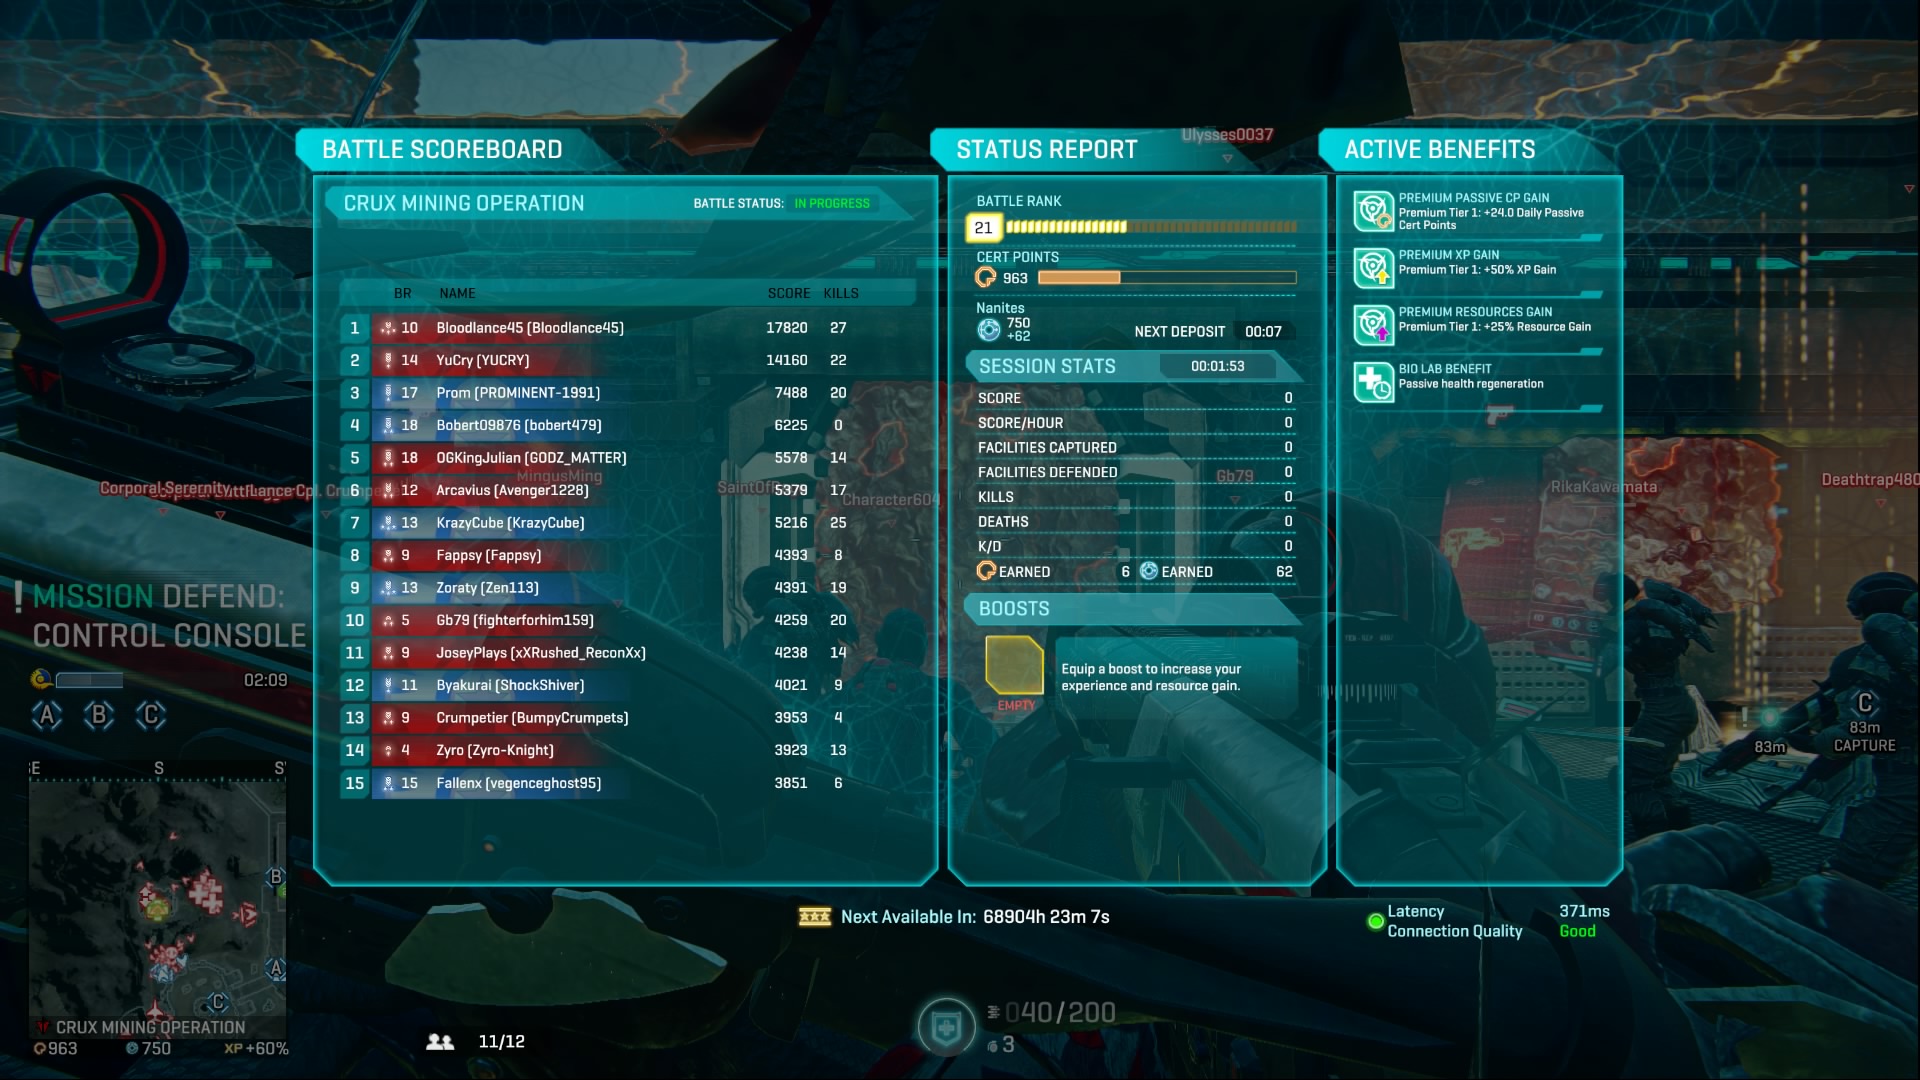 Ulysses0037
BATTLE SCOREBOARD
CRUX MINING OPERATION
BATTLE STATUS: IN PROGRESS
BR NAME SCORE KILLS
1 10 Bloodlance45 [Bloodlance45] 17820 27
2 14 YuCry [YUCRY] 14160 22
3 17 Prom [PROMINENT-1991] 7488 20
4 18 Bobert09876 [bobert479] 6225 0
5 18 OGKingJulian [GODZ_MATTER] 5578 14
6 12 Arcavius [Avenger1228] 5379 17
7 13 KrazyCube [KrazyCube] 5216 25
8 9 Fappsy [Fappsy] 4393 8
9 13 Zoraty [Zen113] 4391 19
10 5 Gb79 [fighterforhim159] 4259 20
11 9 JoseyPlays [xXRushed_ReconXx] 4238 14
12 11 Byakurai [ShockShiver] 4021 9
13 9 Crumpetier [BumpyCrumpets] 3953 4
14 4 Zyro [Zyro-Knight] 3923 13
15 15 Fallenx [vegenceghost95] 3851 6
STATUS REPORT
BATTLE RANK
21
CERT POINTS
963
Nanites
750
+62
NEXT DEPOSIT 00:07
SESSION STATS 00:01:53
SCORE 0
SCORE/HOUR 0
FACILITIES CAPTURED 0
FACILITIES DEFENDED 0
KILLS 0
DEATHS 0
K/D 0
EARNED 6 EARNED 62
BOOSTS
EMPTY
Equip a boost to increase your
experience and resource gain.
ACTIVE BENEFITS
PREMIUM PASSIVE CP GAIN
Premium Tier 1: +24.0 Daily Passive
Cert Points
PREMIUM XP GAIN
Premium Tier 1: +50% XP Gain
PREMIUM RESOURCES GAIN
Premium Tier 1: +25% Resource Gain
BIO LAB BENEFIT
Passive health regeneration
Corporal Serernity
MingusMing
Character604
Gb79
RikaKawamata
Deathtrap480
! MISSION DEFEND:
CONTROL CONSOLE
02:09
A B C
SE S S
B
A
C
CRUX MINING OPERATION
963 750 XP +60%
!
83m
C
83m
CAPTURE
Next Available In: 68904h 23m 7s
Latency 371ms
Connection Quality Good
11/12
040/200
3